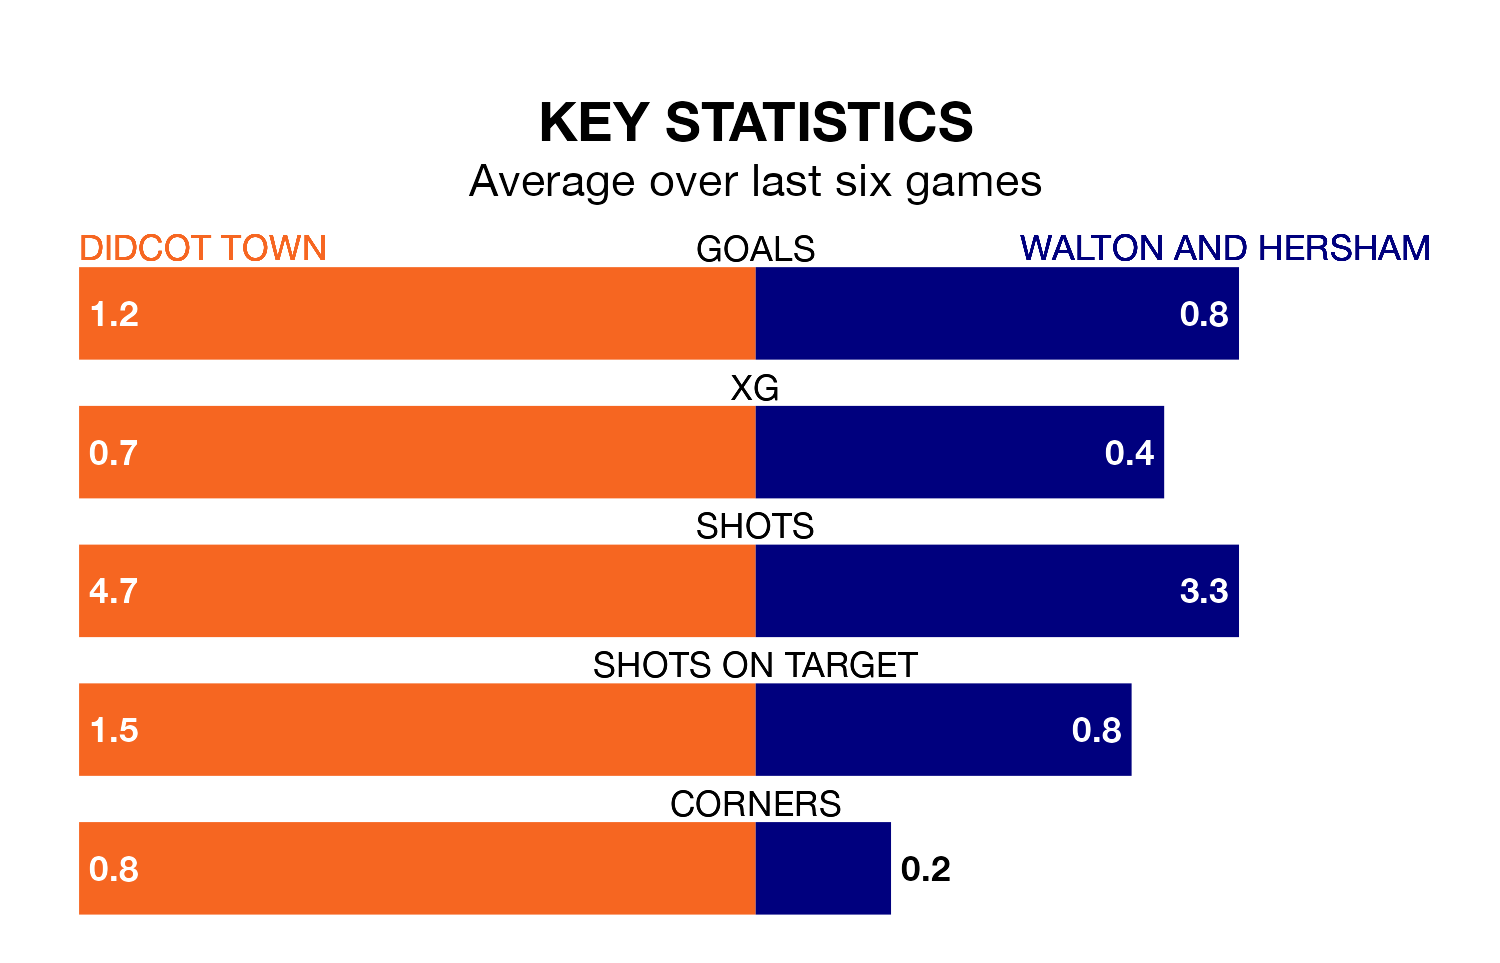 KEY STATISTICS
Average over last six games
DIDCOT TOWN GOALS WALTON AND HERSHAM
1.2 0.8
XG
0.7 0.4
SHOTS
4.7 3.3
SHOTS ON TARGET
1.5 0.8
CORNERS
0.8 0.2